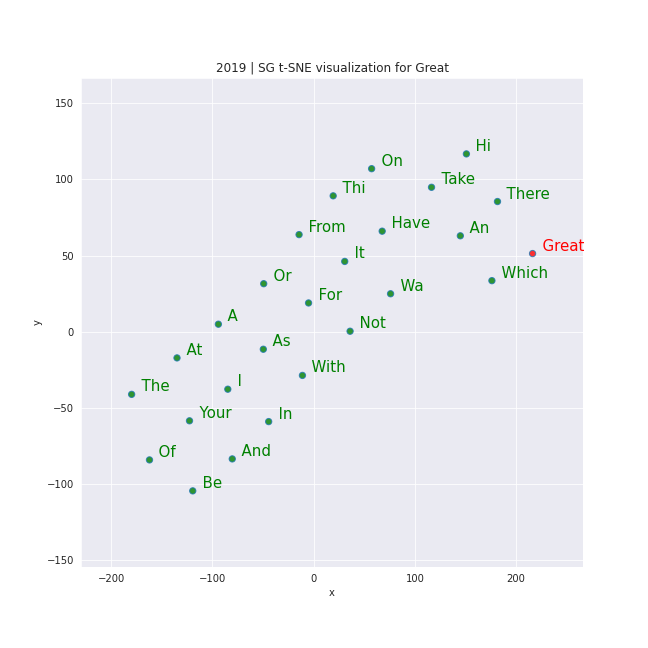 2019 | SG t-SNE visualization for Great
150
100
50
0
−50
−100
−150
y
Hi
On
Take
Thi
There
Have
An
From
Great
It
Which
Or
Wa
For
A
Not
As
At
With
I
The
Your
In
Of
And
Be
−200
−100
0
100
200
x